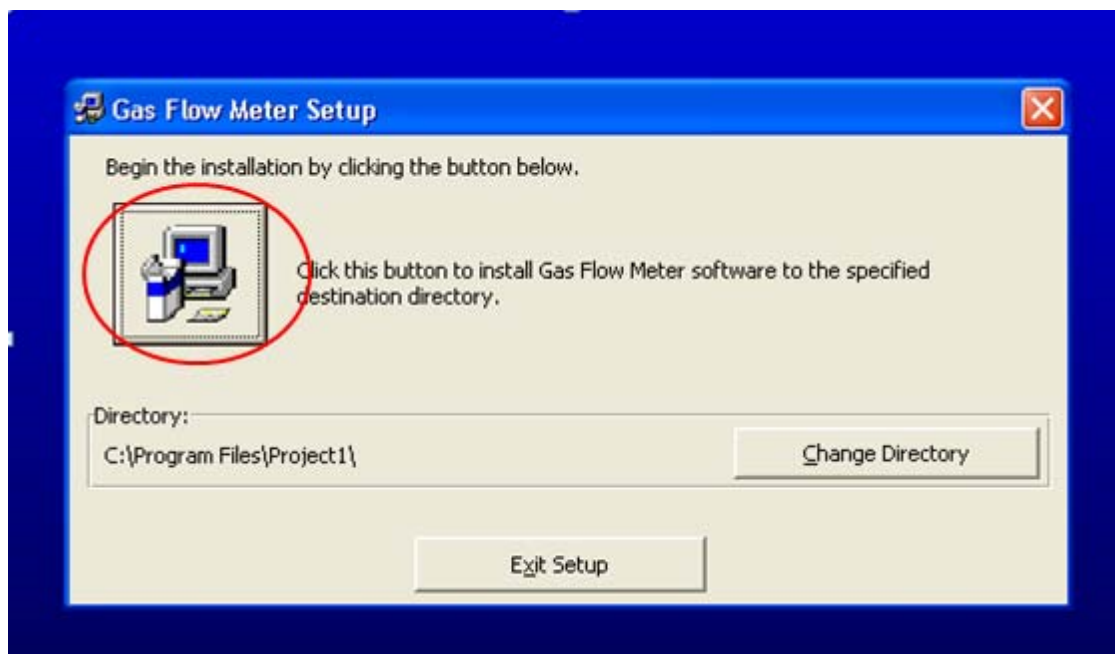 Gas Flow Meter Setup
Begin the installation by clicking the button below.
Click this button to install Gas Flow Meter software to the specified
destination directory.
Directory:
C:\Program Files\Project1\
Change Directory
Exit Setup